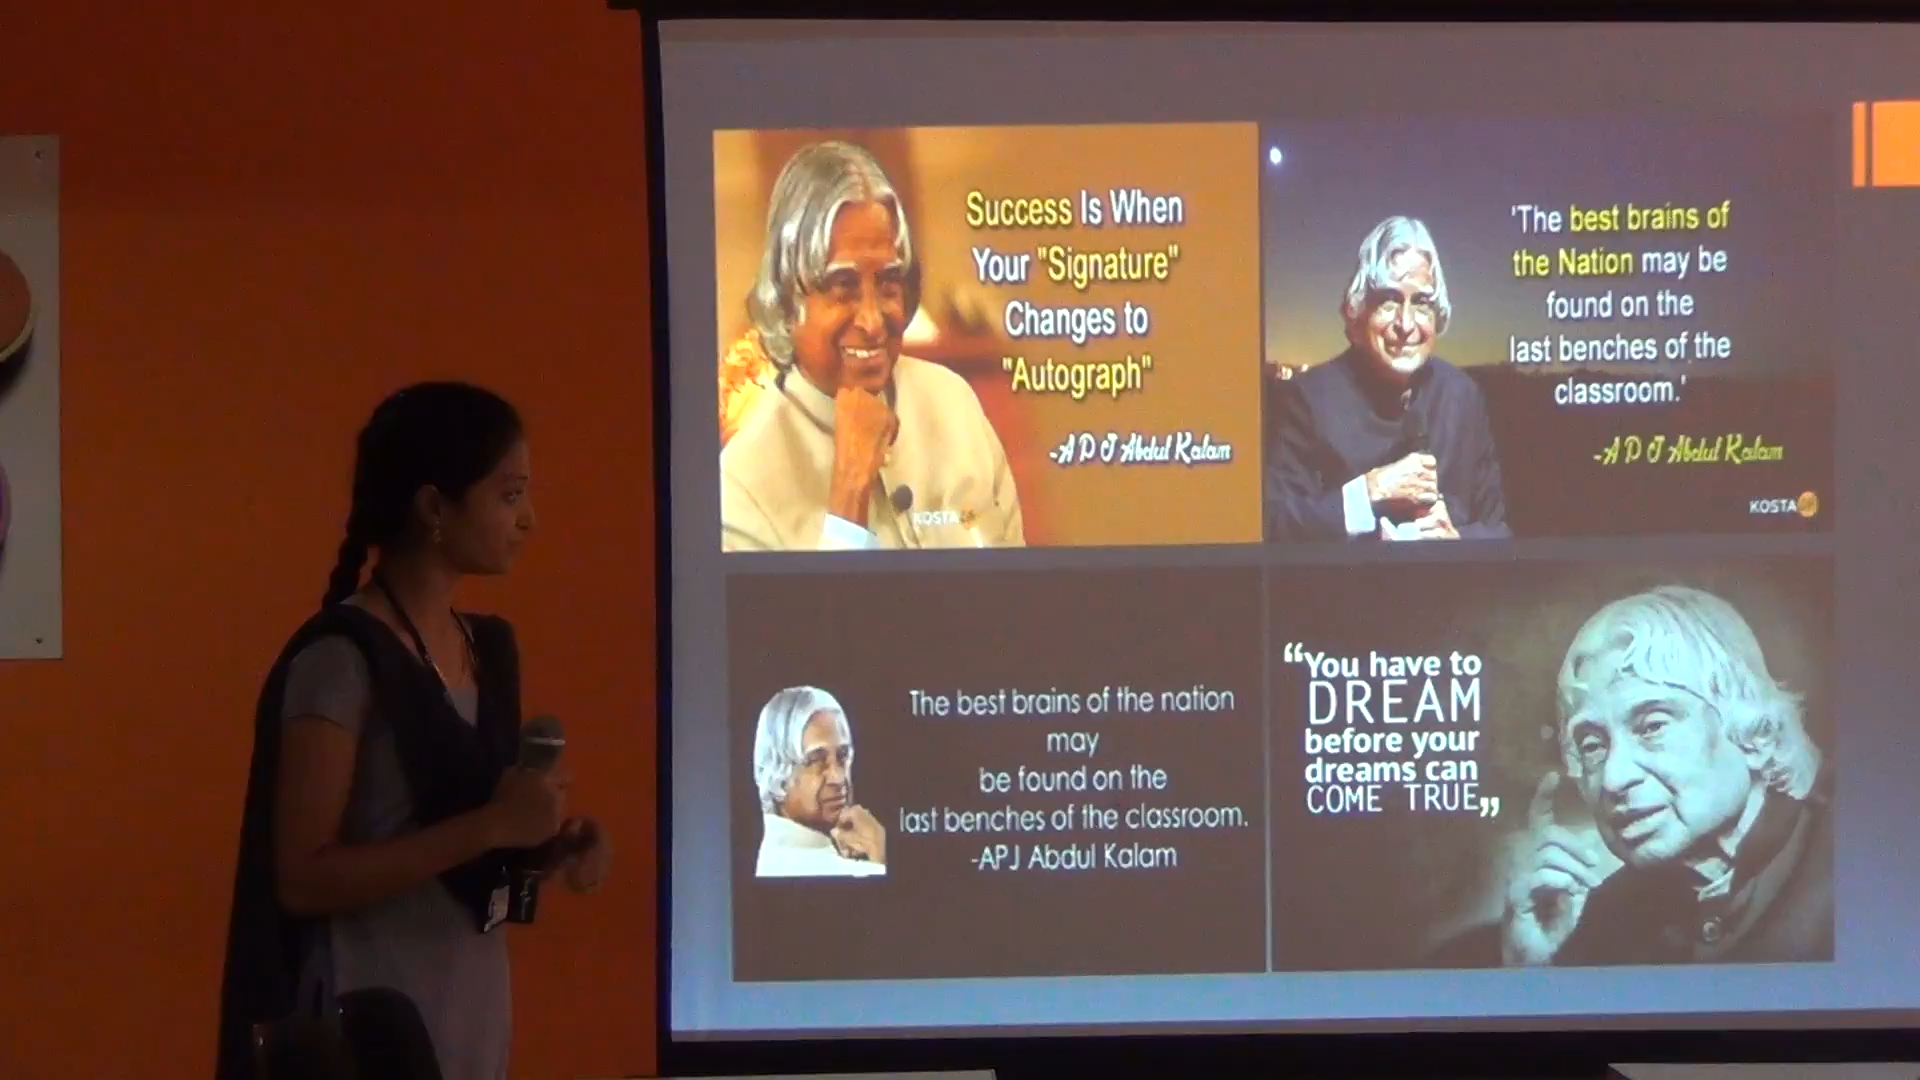 Success Is When
Your "Signature"
Changes to
"Autograph"
-A P J Abdul Kalam
KOSTA
'The best brains of
the Nation may be
found on the
last benches of the
classroom.'
-A P J Abdul Kalam
KOSTA
The best brains of the nation
may
be found on the
last benches of the classroom.
-APJ Abdul Kalam
“You have to
DREAM
before your
dreams can
COME TRUE„